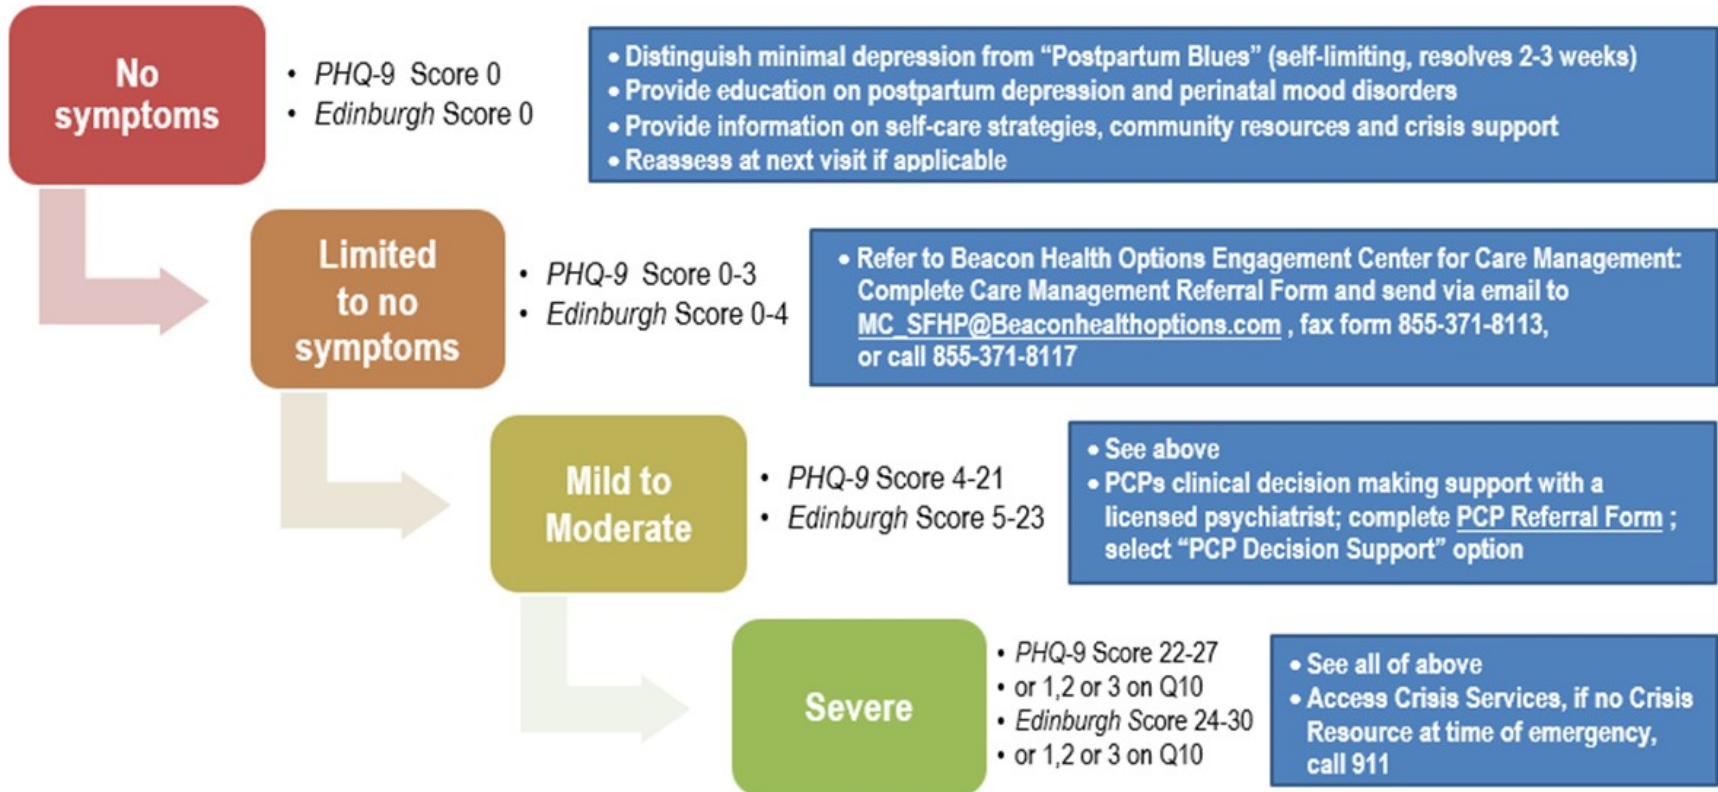 No
symptoms
• PHQ-9 Score 0
• Edinburgh Score 0
• Distinguish minimal depression from “Postpartum Blues” (self-limiting, resolves 2-3 weeks)
• Provide education on postpartum depression and perinatal mood disorders
• Provide information on self-care strategies, community resources and crisis support
• Reassess at next visit if applicable
Limited
to no
symptoms
• PHQ-9 Score 0-3
• Edinburgh Score 0-4
• Refer to Beacon Health Options Engagement Center for Care Management:
Complete Care Management Referral Form and send via email to
MC_SFHP@Beaconhealthoptions.com , fax form 855-371-8113,
or call 855-371-8117
Mild to
Moderate
• PHQ-9 Score 4-21
• Edinburgh Score 5-23
• See above
• PCPs clinical decision making support with a
licensed psychiatrist; complete PCP Referral Form ;
select “PCP Decision Support” option
Severe
• PHQ-9 Score 22-27
• or 1,2 or 3 on Q10
• Edinburgh Score 24-30
• or 1,2 or 3 on Q10
• See all of above
• Access Crisis Services, if no Crisis
Resource at time of emergency,
call 911